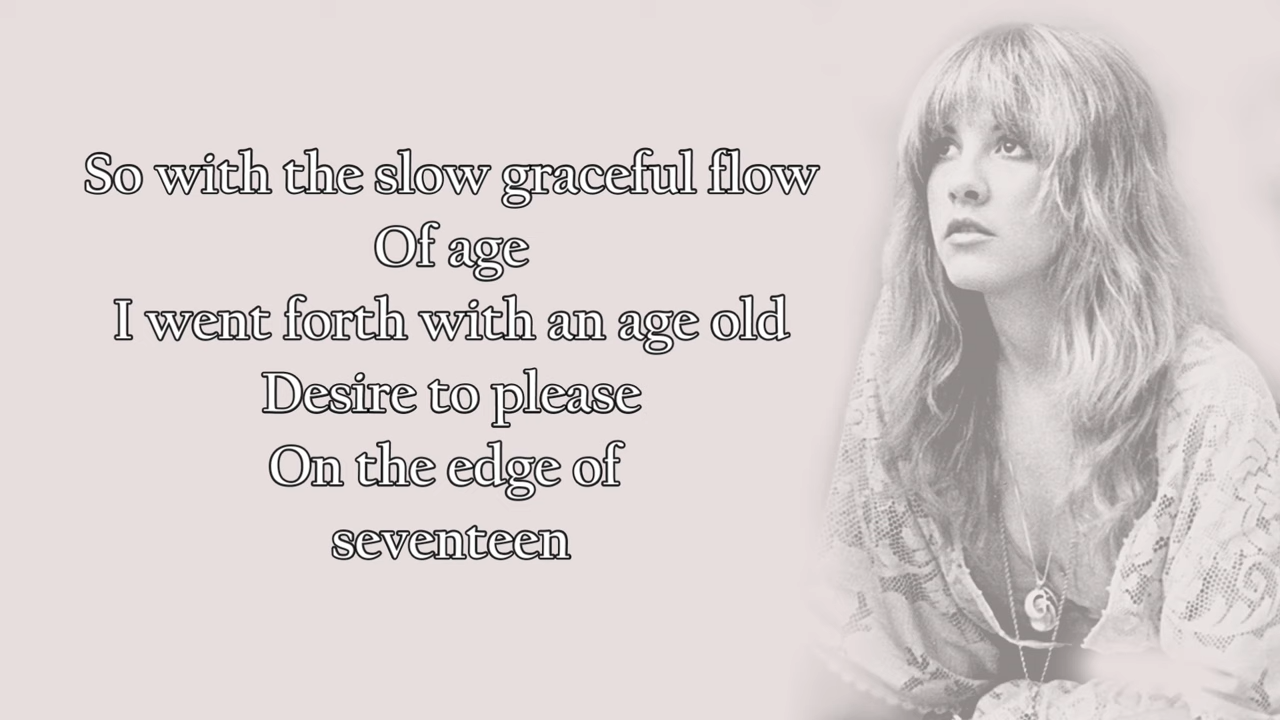 So with the slow graceful flow
Of age
I went forth with an age old
Desire to please
On the edge of
seventeen